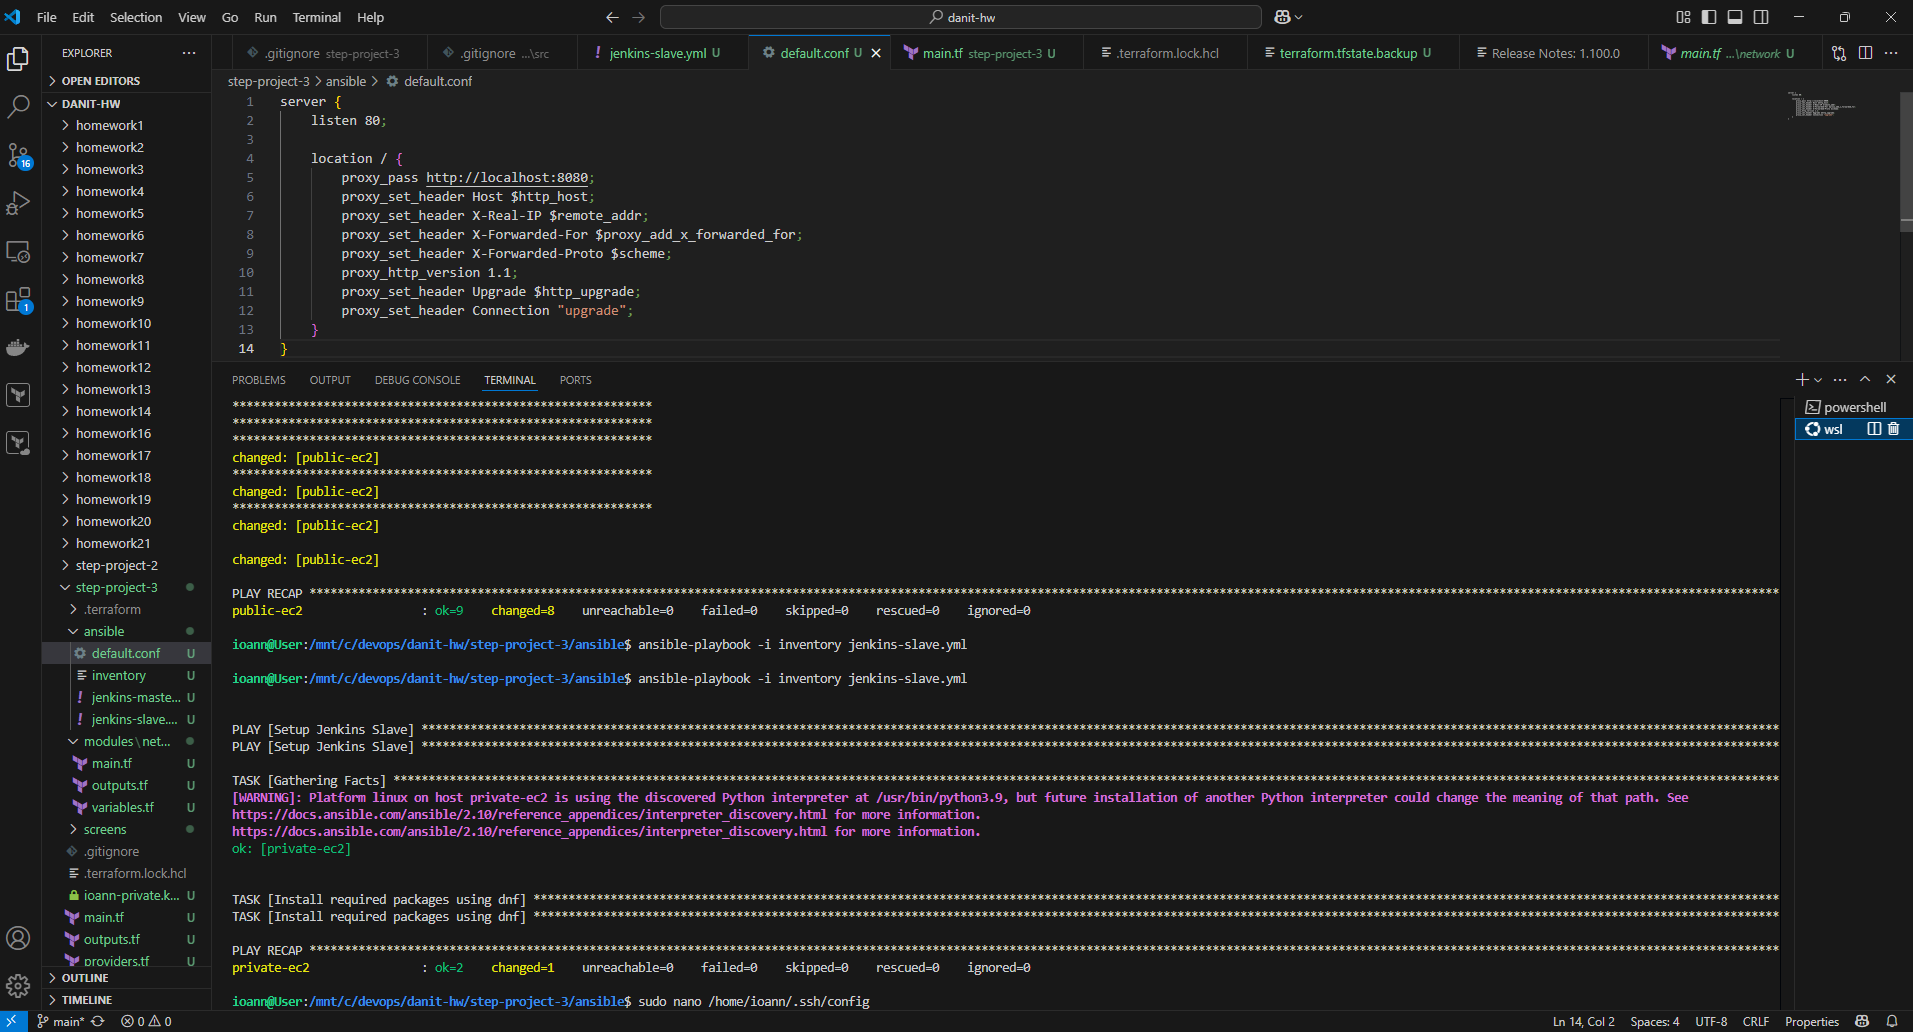 File Edit Selection View Go Run Terminal Help
danit-hw
EXPLORER
.gitignore step-project-3
.gitignore ...\src
! jenkins-slave.yml U
default.conf U
main.tf step-project-3 U
.terraform.lock.hcl
terraform.tfstate.backup U
Release Notes: 1.100.0
main.tf ...\network U
step-project-3 > ansible > default.conf
OPEN EDITORS
DANIT-HW
homework1
homework2
homework3
homework4
homework5
homework6
homework7
homework8
homework9
homework10
homework11
homework12
homework13
homework14
homework16
homework17
homework18
homework19
homework20
homework21
step-project-2
step-project-3
.terraform
ansible
default.conf U
inventory U
! jenkins-maste... U
! jenkins-slave.... U
modules\net...
main.tf U
outputs.tf U
variables.tf U
screens
.gitignore
.terraform.lock.hcl
ioann-private.k... U
main.tf U
outputs.tf U
providers.tf U
OUTLINE
TIMELINE
16
1
1 server {
2 listen 80;
3
4 location / {
5 proxy_pass http://localhost:8080;
6 proxy_set_header Host $http_host;
7 proxy_set_header X-Real-IP $remote_addr;
8 proxy_set_header X-Forwarded-For $proxy_add_x_forwarded_for;
9 proxy_set_header X-Forwarded-Proto $scheme;
10 proxy_http_version 1.1;
11 proxy_set_header Upgrade $http_upgrade;
12 proxy_set_header Connection "upgrade";
13 }
14 }
PROBLEMS OUTPUT DEBUG CONSOLE TERMINAL PORTS
powershell
wsl
************************************************************
************************************************************
************************************************************
changed: [public-ec2]
************************************************************
changed: [public-ec2]
************************************************************
changed: [public-ec2]
changed: [public-ec2]
PLAY RECAP ************************************************************
public-ec2 : ok=9 changed=8 unreachable=0 failed=0 skipped=0 rescued=0 ignored=0
ioann@User:/mnt/c/devops/danit-hw/step-project-3/ansible$ ansible-playbook -i inventory jenkins-slave.yml
ioann@User:/mnt/c/devops/danit-hw/step-project-3/ansible$ ansible-playbook -i inventory jenkins-slave.yml
PLAY [Setup Jenkins Slave] ************************************************************
PLAY [Setup Jenkins Slave] ************************************************************
TASK [Gathering Facts] ************************************************************
[WARNING]: Platform linux on host private-ec2 is using the discovered Python interpreter at /usr/bin/python3.9, but future installation of another Python interpreter could change the meaning of that path. See
https://docs.ansible.com/ansible/2.10/reference_appendices/interpreter_discovery.html for more information.
https://docs.ansible.com/ansible/2.10/reference_appendices/interpreter_discovery.html for more information.
ok: [private-ec2]
TASK [Install required packages using dnf] ************************************************************
TASK [Install required packages using dnf] ************************************************************
PLAY RECAP ************************************************************
private-ec2 : ok=2 changed=1 unreachable=0 failed=0 skipped=0 rescued=0 ignored=0
ioann@User:/mnt/c/devops/danit-hw/step-project-3/ansible$ sudo nano /home/ioann/.ssh/config
main* 0 0
Ln 14, Col 2 Spaces: 4 UTF-8 CRLF Properties